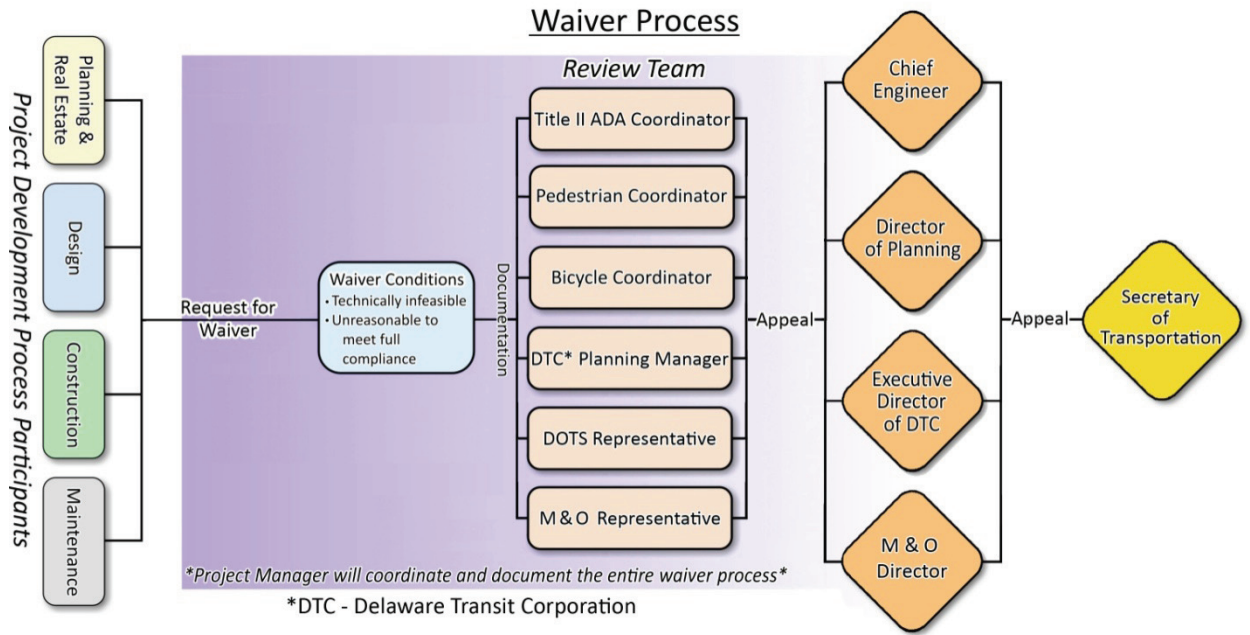 Waiver Process
Project Development Process Participants
Planning &
Real Estate
Design
Construction
Maintenance
Request for
Waiver
Waiver Conditions
• Technically infeasible
• Unreasonable to
meet full
compliance
Documentation
Review Team
Title II ADA Coordinator
Pedestrian Coordinator
Bicycle Coordinator
DTC* Planning Manager
DOTS Representative
M & O Representative
Appeal
Chief
Engineer
Director
of Planning
Executive
Director
of DTC
M & O
Director
Appeal
Secretary
of
Transportation
*Project Manager will coordinate and document the entire waiver process*
*DTC - Delaware Transit Corporation